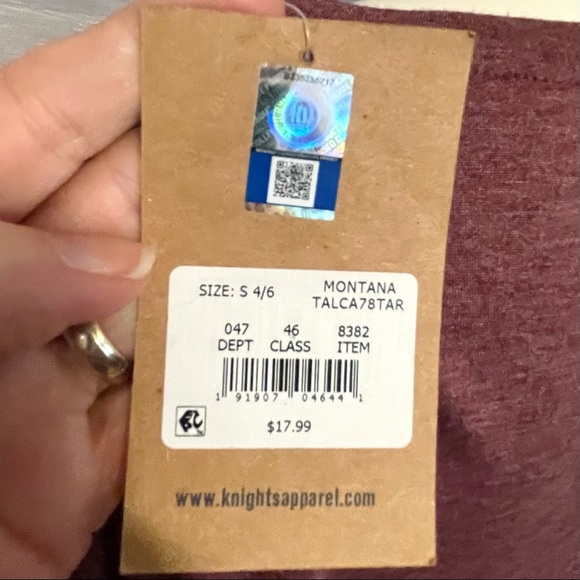 SIZE: S 4/6
MONTANA
TALCA78TAR
047 46 8382
DEPT CLASS ITEM
1 91907 04644 1
$17.99
www.knightsapparel.com